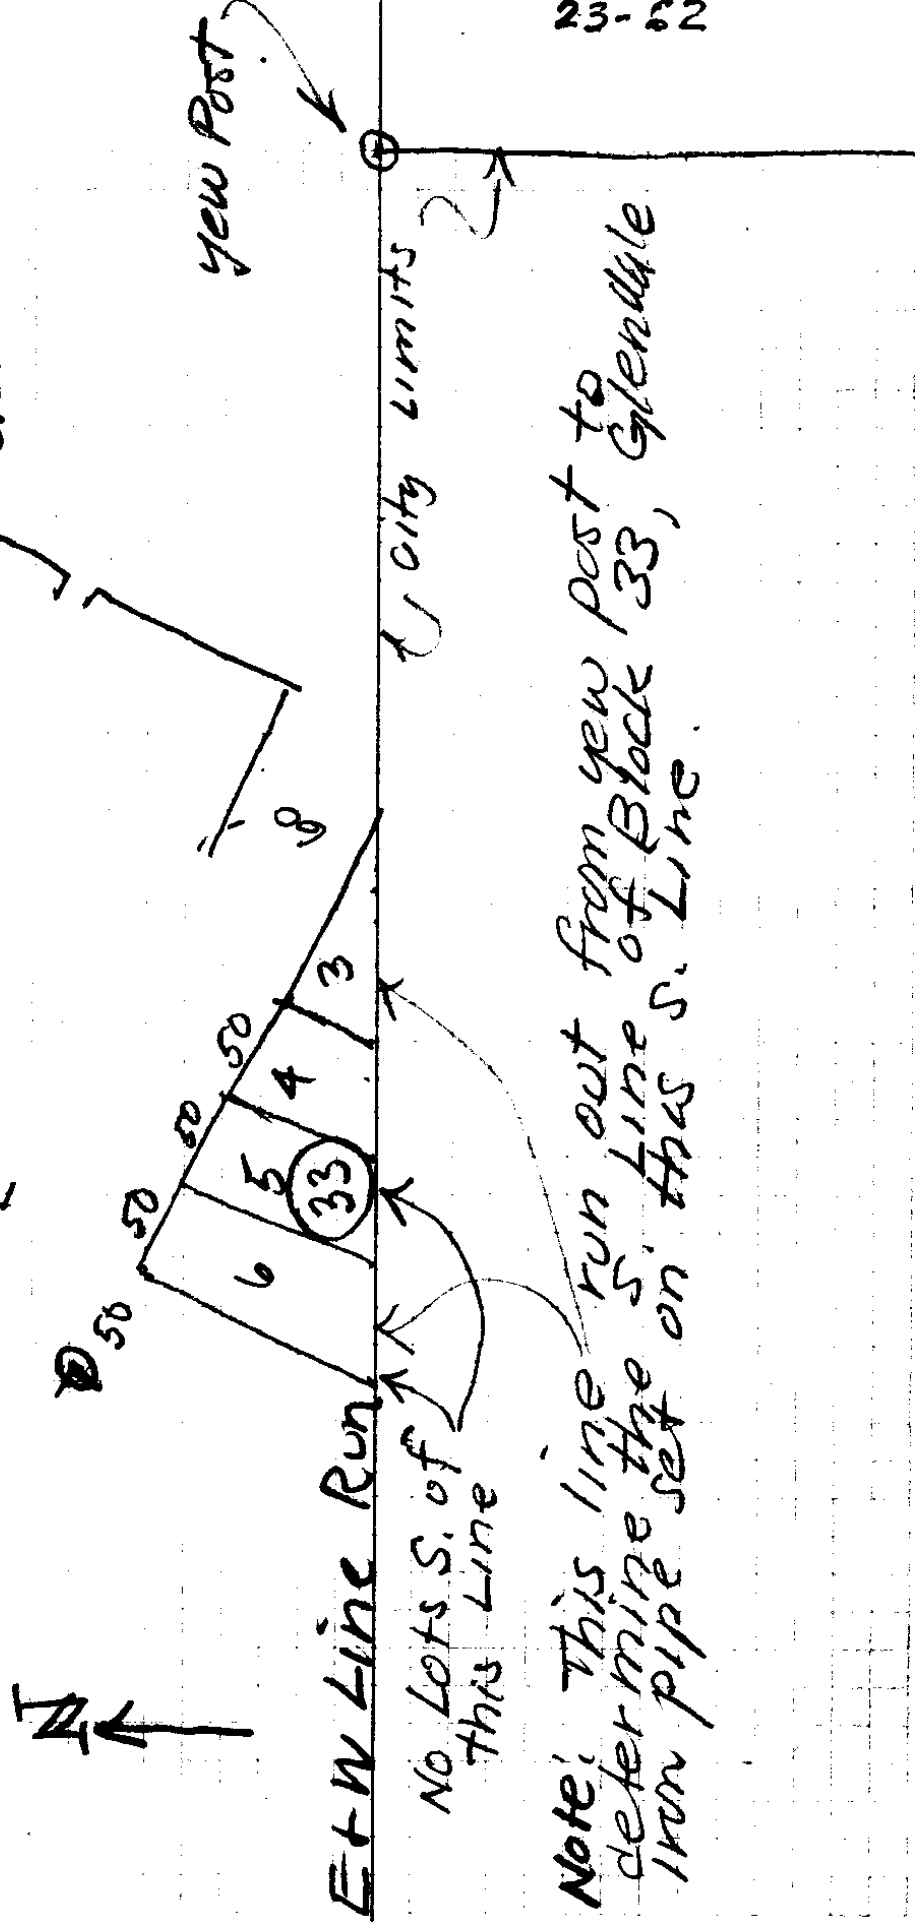 N
yew Post
23-62
50
50
50
50
6
5
4
3
8
33
E + W Line Run
City Limits
No Lots S. of
This Line
Note: This line run out from yew post to
determine the S. Line of Block 33, Glendale
iron pipe set on thas S. Line.